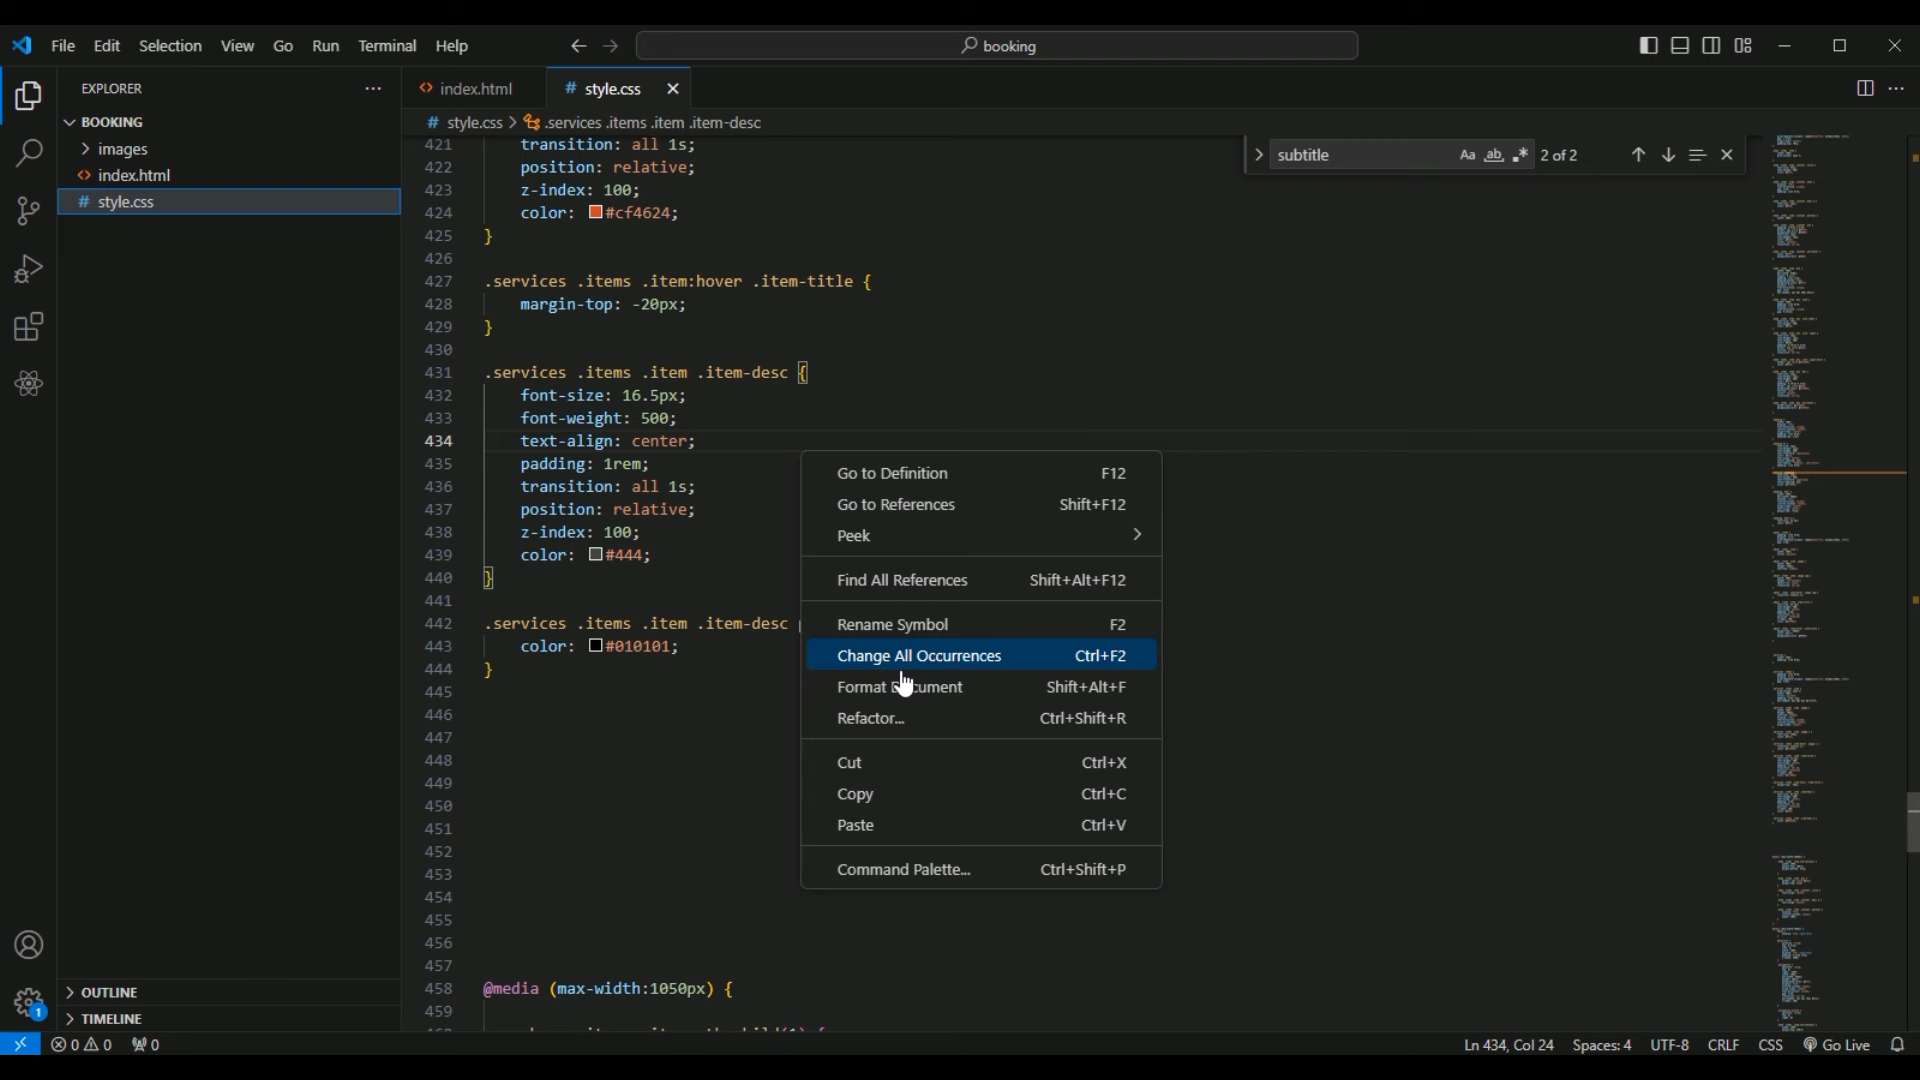 File Edit Selection View Go Run Terminal Help
booking
EXPLORER
BOOKING
images
index.html
style.css
OUTLINE
TIMELINE
index.html
style.css
style.css > .services .items .item .item-desc
subtitle Aa ab 2 of 2
421 transition: all 1s;
422 position: relative;
423 z-index: 100;
424 color: #cf4624;
425 }
426
427 .services .items .item:hover .item-title {
428 margin-top: -20px;
429 }
430
431 .services .items .item .item-desc {
432 font-size: 16.5px;
433 font-weight: 500;
434 text-align: center;
435 padding: 1rem;
436 transition: all 1s;
437 position: relative;
438 z-index: 100;
439 color: #444;
440 }
441
442 .services .items .item .item-desc
443 color: #010101;
444 }
445
446
447
448
449
450
451
452
453
454
455
456
457
458 @media (max-width:1050px) {
459
Go to Definition F12
Go to References Shift+F12
Peek
Find All References Shift+Alt+F12
Rename Symbol F2
Change All Occurrences Ctrl+F2
Format Shift+Alt+F
Refactor... Ctrl+Shift+R
Cut Ctrl+X
Copy Ctrl+C
Paste Ctrl+V
Command Palette... Ctrl+Shift+P
1
0 0 0
Ln 434, Col 24 Spaces: 4 UTF-8 CRLF CSS Go Live